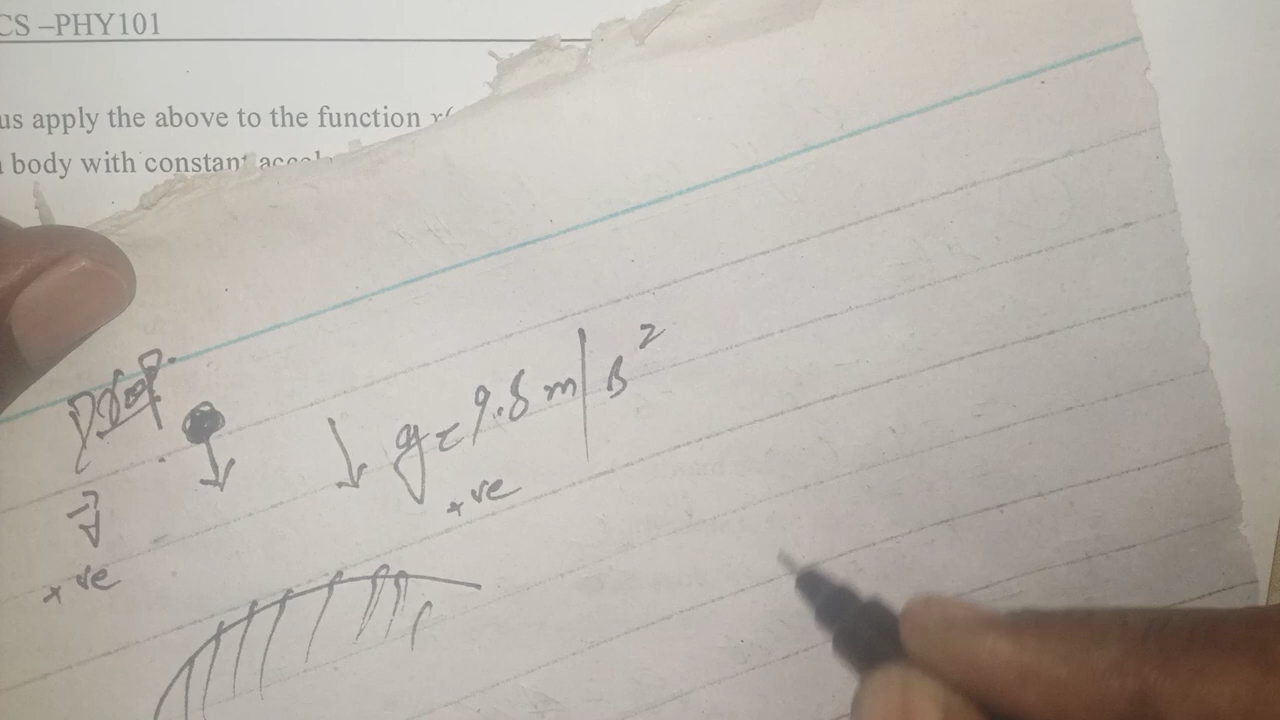 CS –PHY101
us apply the above to the function
body with constant
g = 9.8 m/s²
+ve
v
+ve